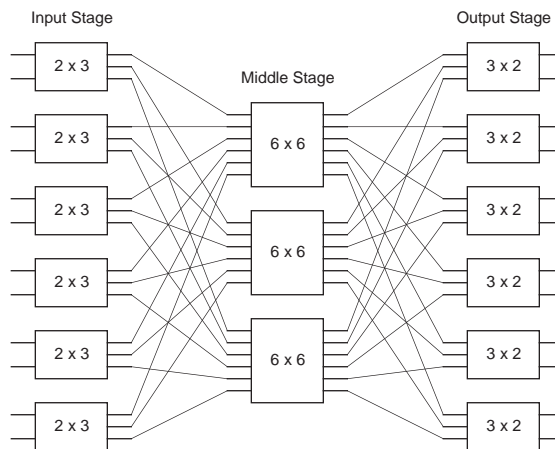 Input Stage
Output Stage
Middle Stage
2 x 3
2 x 3
2 x 3
2 x 3
2 x 3
2 x 3
6 x 6
6 x 6
6 x 6
3 x 2
3 x 2
3 x 2
3 x 2
3 x 2
3 x 2